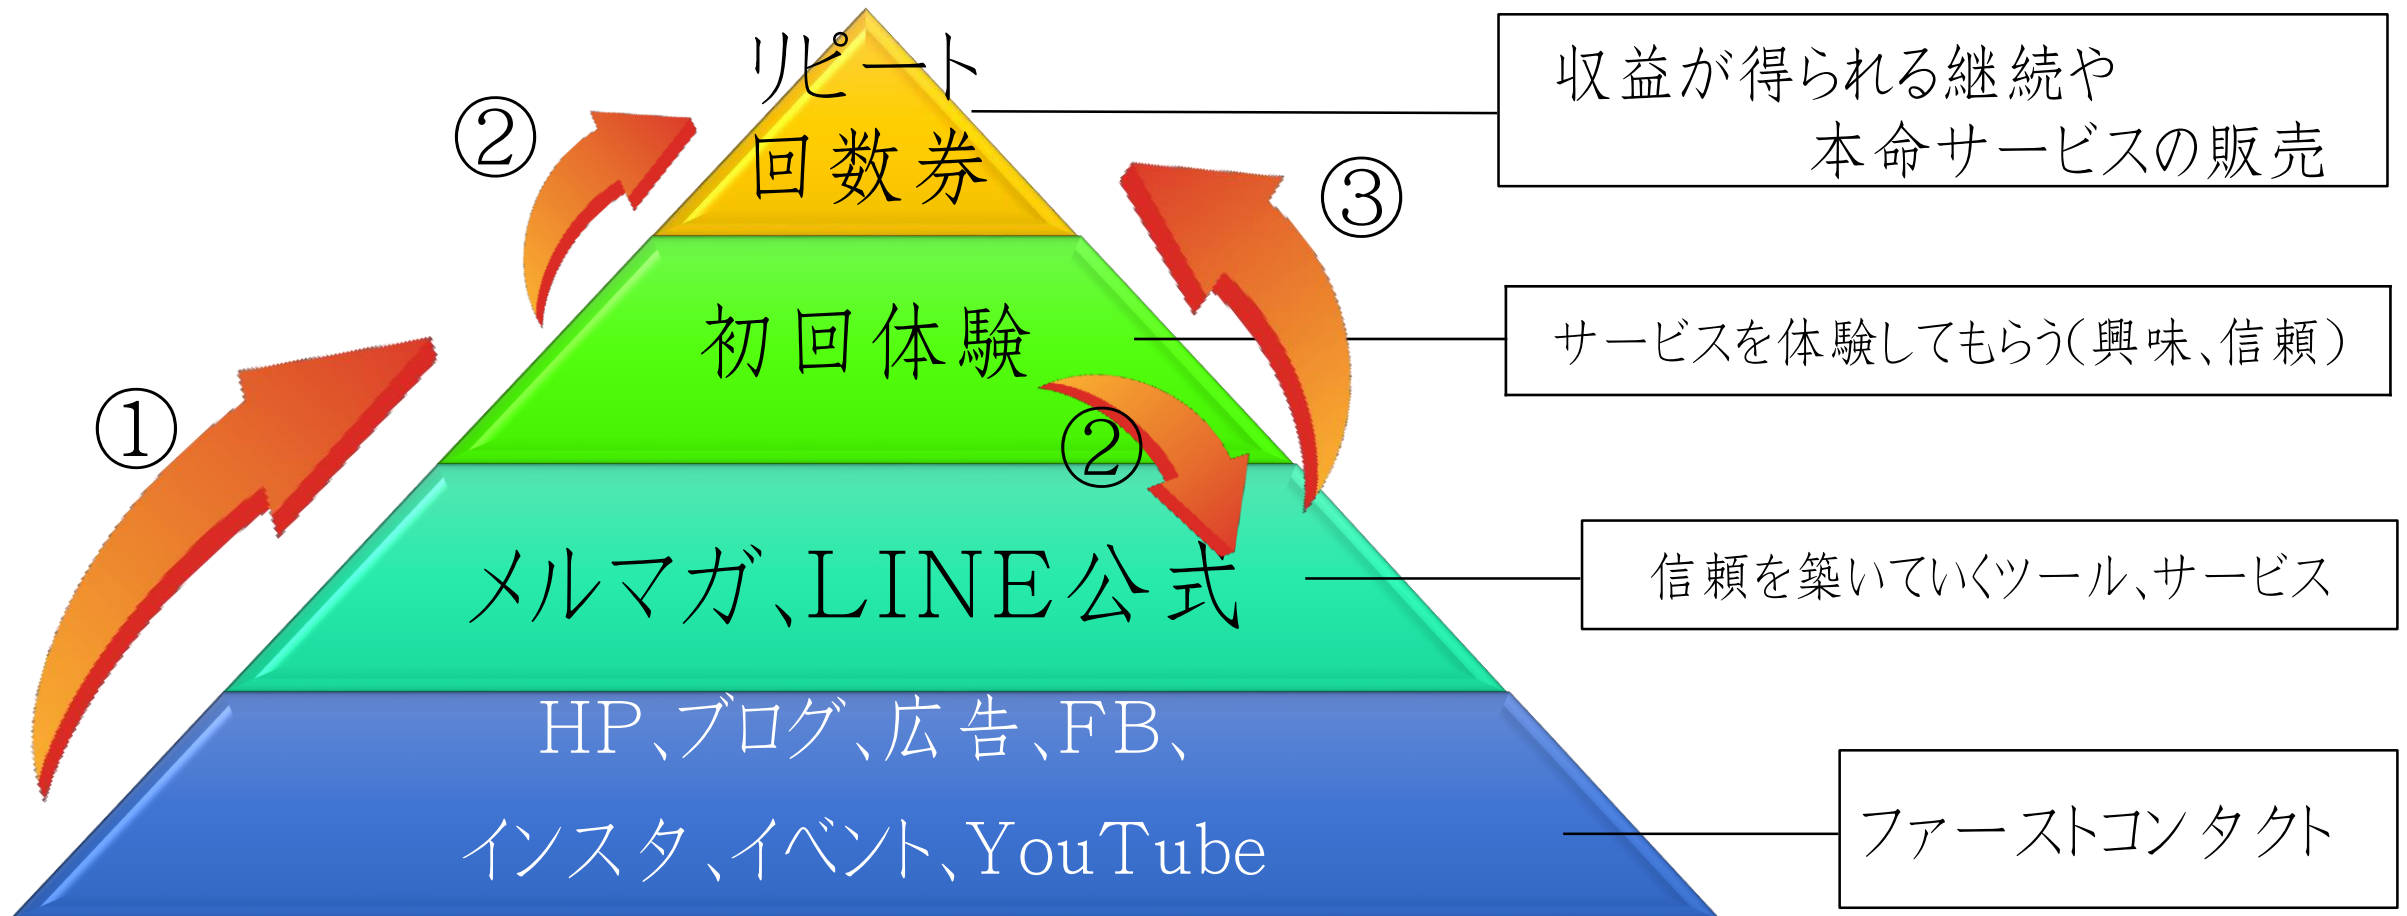 リピート
回数券
収益が得られる継続や
本命サービスの販売
②
③
初回体験
サービスを体験してもらう(興味、信頼)
①
②
メルマガ、LINE公式
信頼を築いていくツール、サービス
HP、ブログ、広告、FB、
インスタ、イベント、YouTube
ファーストコンタクト